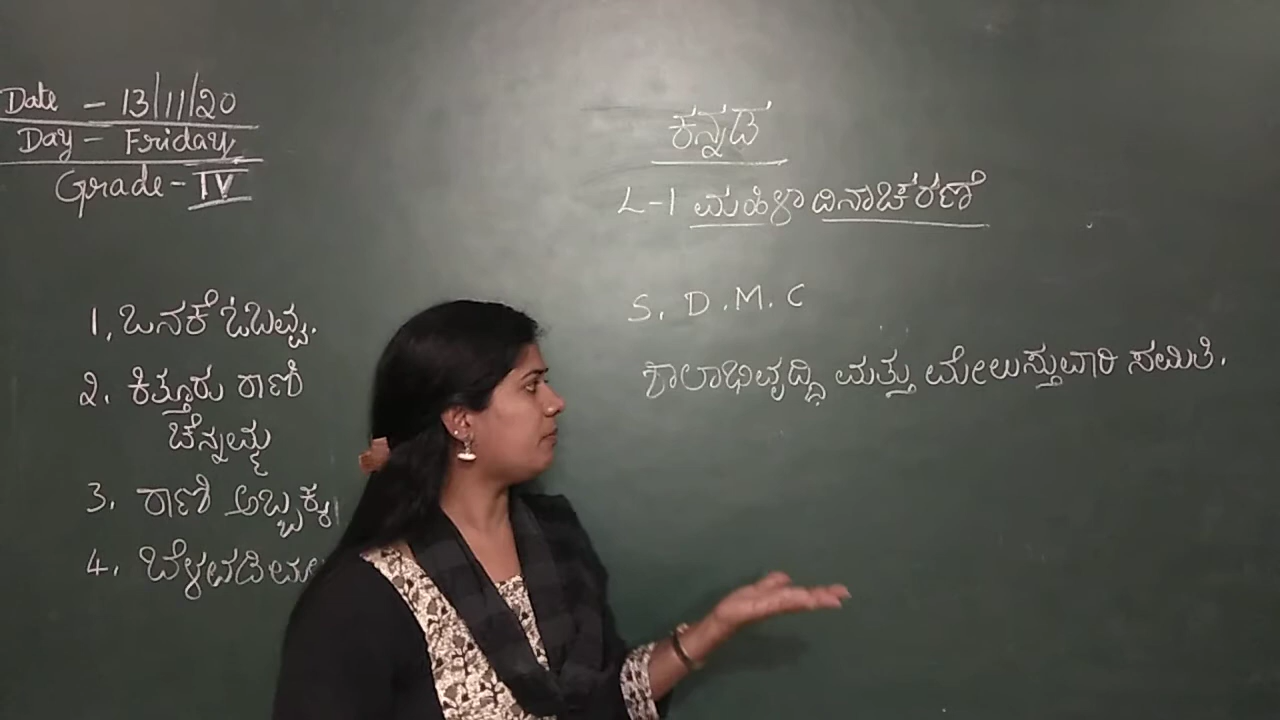 Date - 13/11/20
Day - Friday
Grade - IV
ಕನ್ನಡ
L-1 ಮಹಿಳಾ ದಿನಾಚರಣೆ
1. ಒನಕೆ ಓಬವ್ವ.
2. ಕಿತ್ತೂರು ರಾಣಿ
ಚೆನ್ನಮ್ಮ
3. ರಾಣಿ ಅಬ್ಬಕ್ಕ
4.
S. D. M. C
ಶಾಲಾಭಿವೃದ್ಧಿ ಮತ್ತು ಮೇಲುಸ್ತುವಾರಿ ಸಮಿತಿ.